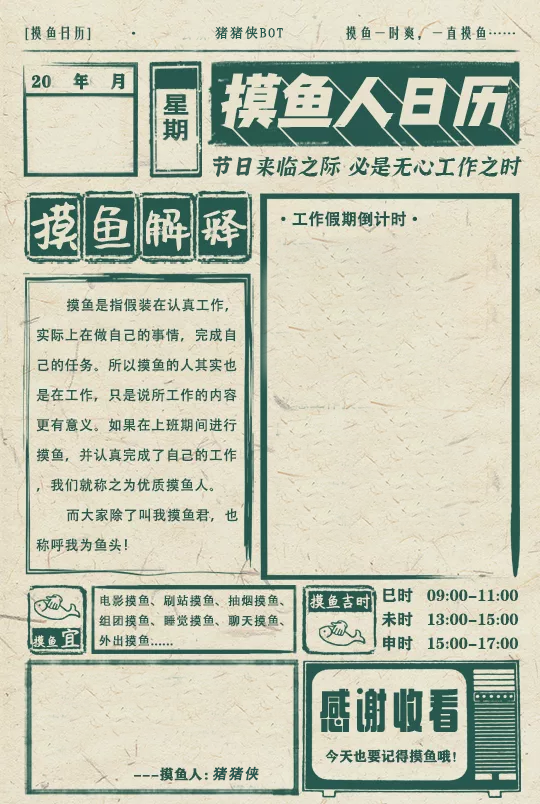 [摸鱼日历]
·
猪猪侠BOT
摸鱼一时爽，一直摸鱼······
20 年 月
星期
摸鱼人日历
节日来临之际 必是无心工作之时
摸鱼解释
摸鱼是指假装在认真工作，
实际上在做自己的事情，完成自
己的任务。所以摸鱼的人其实也
是在工作，只是说所工作的内容
更有意义。如果在上班期间进行
摸鱼，并认真完成了自己的工作
，我们就称之为优质摸鱼人。
而大家除了叫我摸鱼君，也
称呼我为鱼头！
·工作假期倒计时·
摸鱼宜
电影摸鱼、刷站摸鱼、抽烟摸鱼、
组团摸鱼、睡觉摸鱼、聊天摸鱼、
外出摸鱼......
摸鱼吉时
巳时 09:00-11:00
未时 13:00-15:00
申时 15:00-17:00
---摸鱼人：猪猪侠
感谢收看
今天也要记得摸鱼哦！